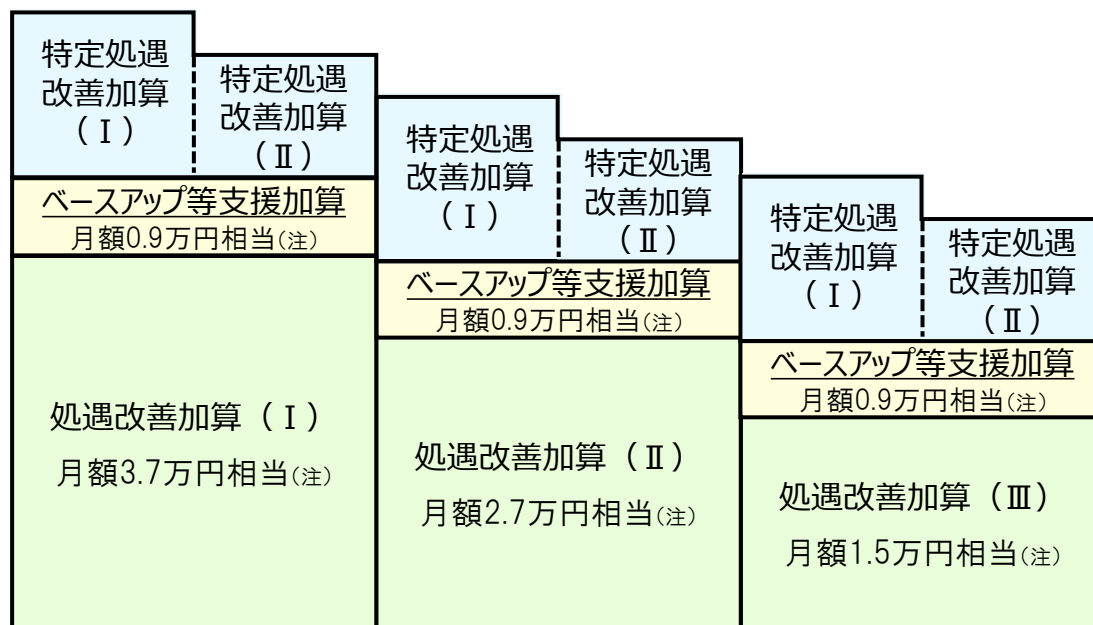 特定処遇
改善加算
（Ⅰ）
特定処遇
改善加算
（Ⅱ）
ベースアップ等支援加算
月額0.9万円相当(注)
処遇改善加算（Ⅰ）
月額3.7万円相当(注)
特定処遇
改善加算
（Ⅰ）
特定処遇
改善加算
（Ⅱ）
ベースアップ等支援加算
月額0.9万円相当(注)
処遇改善加算（Ⅱ）
月額2.7万円相当(注)
特定処遇
改善加算
（Ⅰ）
特定処遇
改善加算
（Ⅱ）
ベースアップ等支援加算
月額0.9万円相当(注)
処遇改善加算（Ⅲ）
月額1.5万円相当(注)